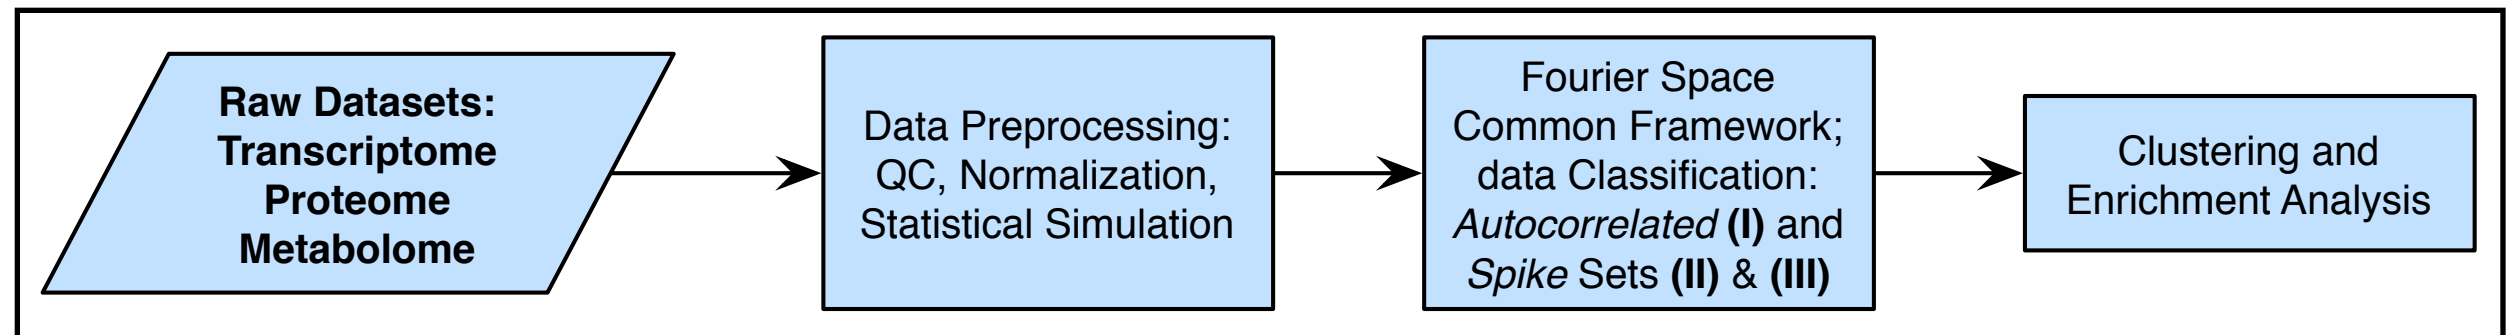 Raw Datasets:
Transcriptome
Proteome
Metabolome
Data Preprocessing:
QC, Normalization,
Statistical Simulation
Fourier Space
Common Framework;
data Classification:
Autocorrelated (I) and
Spike Sets (II) & (III)
Clustering and
Enrichment Analysis